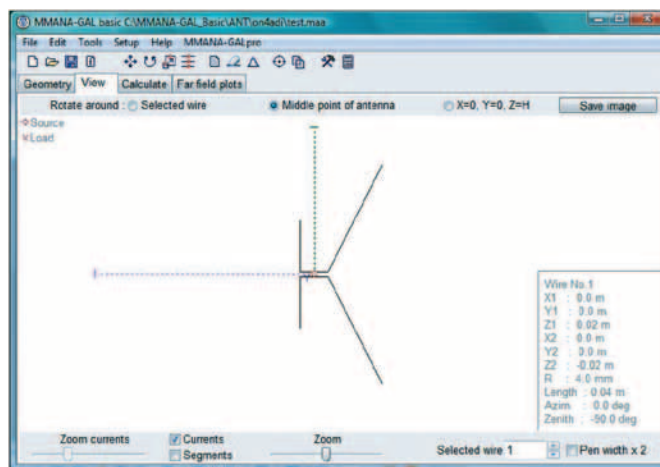 MMANA-GAL basic C:\MMANA-GAL_Basic\ANT\on4adi\test.maa
File Edit Tools Setup Help MMANA-GALpro
Geometry View Calculate Far field plots
Rotate around : Selected wire Middle point of antenna X=0, Y=0, Z=H Save image
Source
Load
Y
Wire No.1
X1 : 0.0 m
Y1 : 0.0 m
Z1 : 0.02 m
X2 : 0.0 m
Y2 : 0.0 m
Z2 : -0.02 m
R : 4.0 mm
Length : 0.04 m
Azim : 0.0 deg
Zenith : -90.0 deg
Zoom currents Currents Zoom Selected wire 1 Pen width x 2
Segments